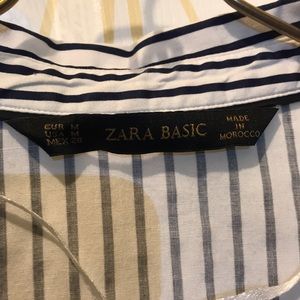 EUR M
USA M
MEX 28
ZARA BASIC
MADE
IN
MOROCCO